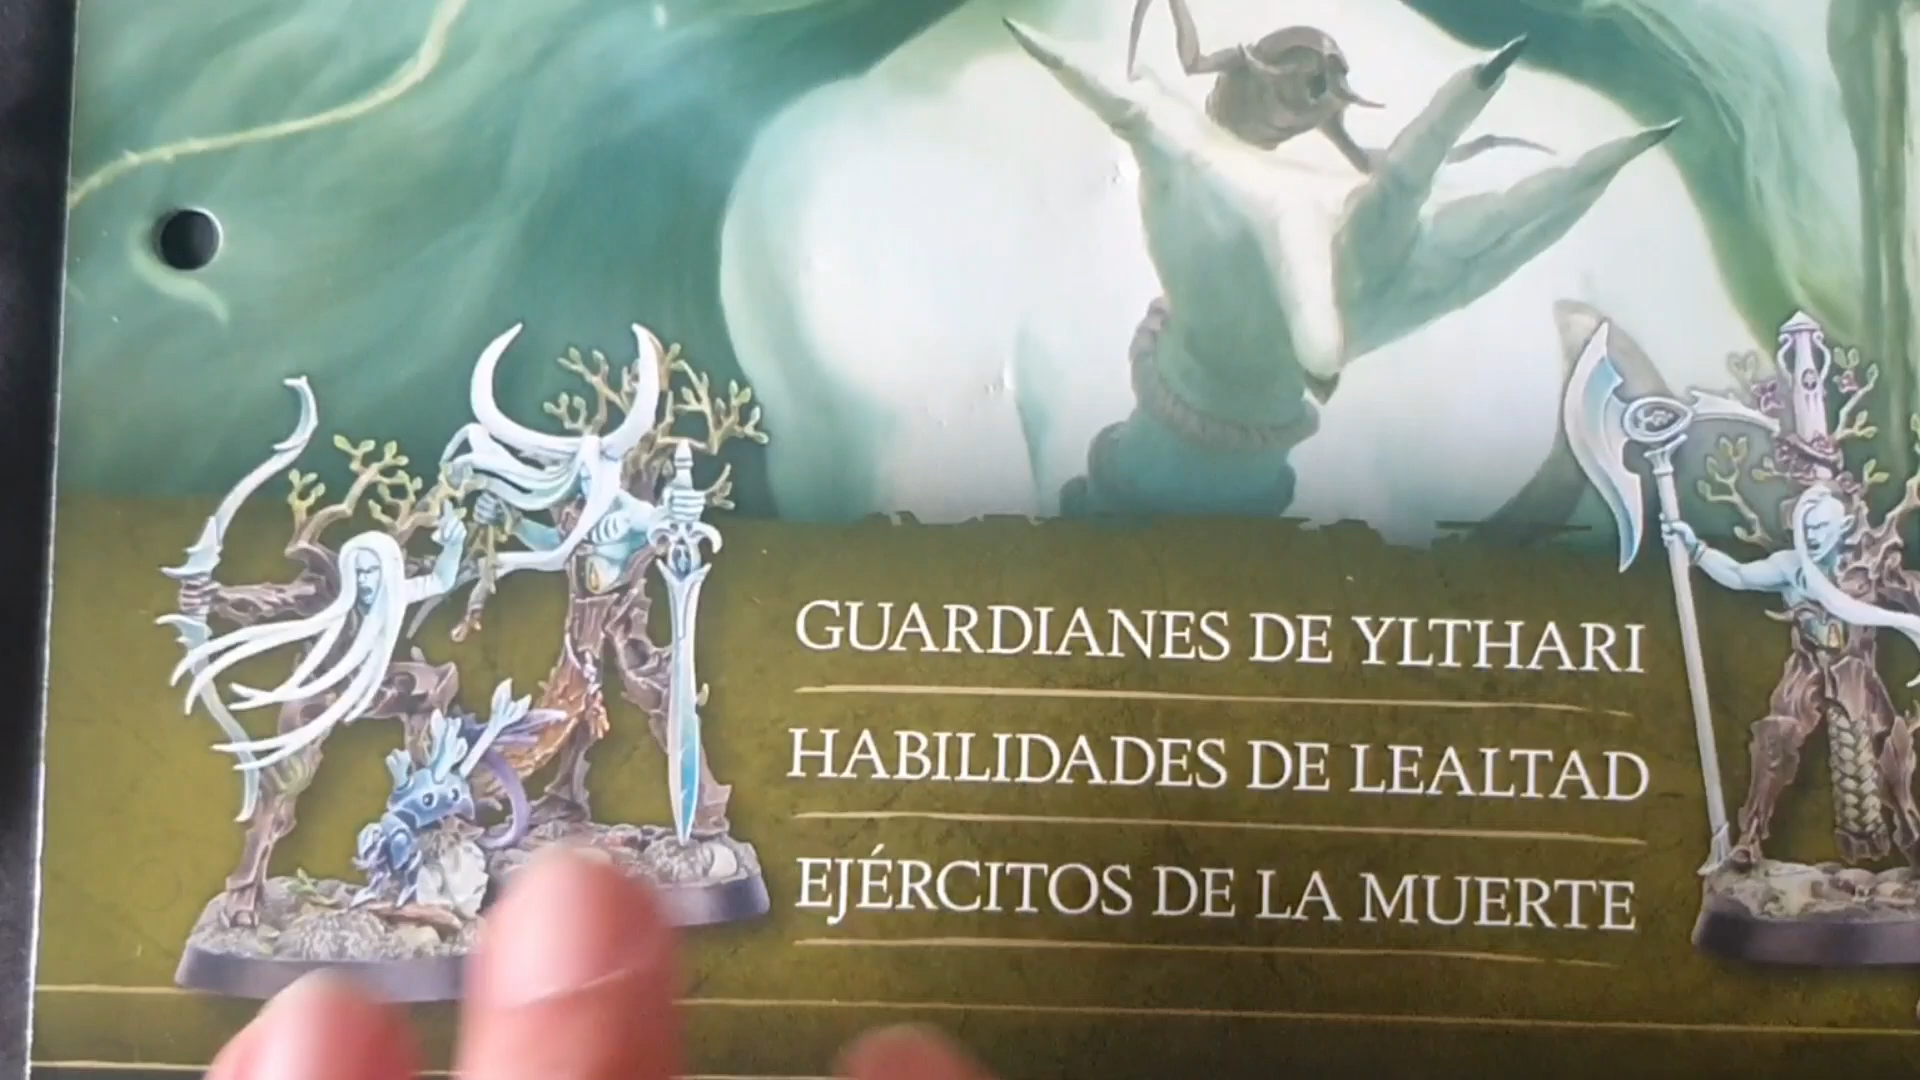 GUARDIANES DE YLTHARI
HABILIDADES DE LEALTAD
EJÉRCITOS DE LA MUERTE